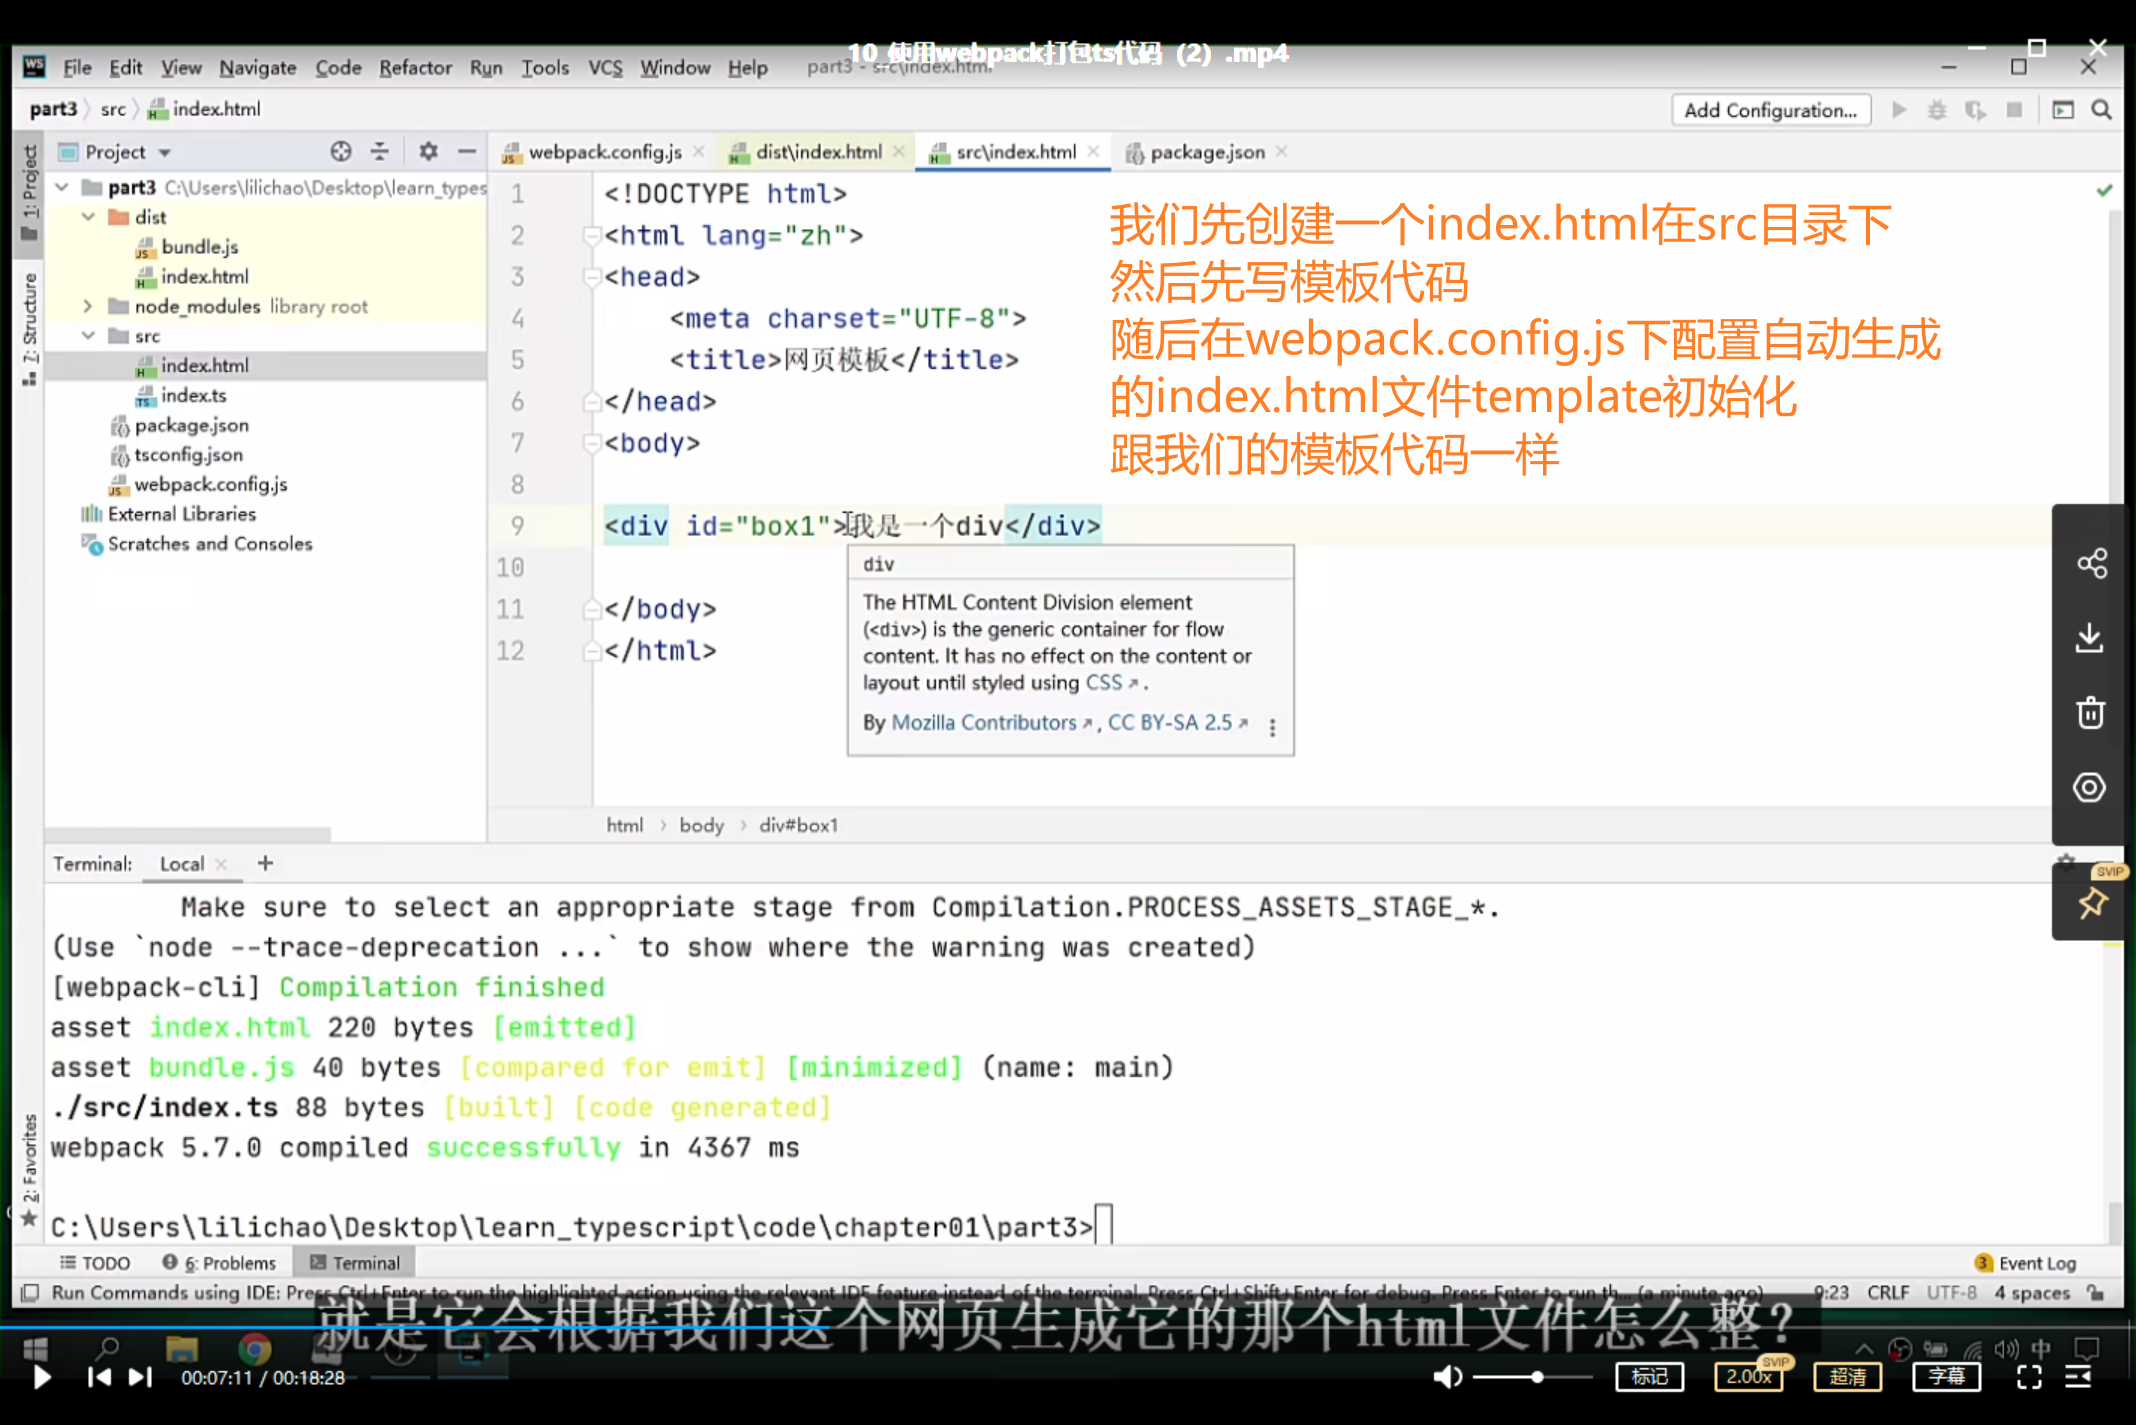 10_使用webpack打包ts代码（2）.mp4
File Edit View Navigate Code Refactor Run Tools VCS Window Help part3 - src\index.html
part3 src index.html
Add Configuration...
1: Project
Z: Structure
2: Favorites
Project
part3 C:\Users\lilichao\Desktop\learn_types
dist
bundle.js
index.html
node_modules library root
src
index.html
index.ts
package.json
tsconfig.json
webpack.config.js
External Libraries
Scratches and Consoles
webpack.config.js dist\index.html src\index.html package.json
1 <!DOCTYPE html>
2 <html lang="zh">
3 <head>
4 <meta charset="UTF-8">
5 <title>网页模板</title>
6 </head>
7 <body>
8
9 <div id="box1">我是一个div</div>
10
11 </body>
12 </html>
我们先创建一个index.html在src目录下
然后先写模板代码
随后在webpack.config.js下配置自动生成
的index.html文件template初始化
跟我们的模板代码一样
div
The HTML Content Division element
(<div>) is the generic container for flow
content. It has no effect on the content or
layout until styled using CSS↗.
By Mozilla Contributors↗, CC BY-SA 2.5↗
html › body › div#box1
SVIP
Terminal: Local +
Make sure to select an appropriate stage from Compilation.PROCESS_ASSETS_STAGE_*.
(Use `node --trace-deprecation ...` to show where the warning was created)
[webpack-cli] Compilation finished
asset index.html 220 bytes [emitted]
asset bundle.js 40 bytes [compared for emit] [minimized] (name: main)
./src/index.ts 88 bytes [built] [code generated]
webpack 5.7.0 compiled successfully in 4367 ms
C:\Users\lilichao\Desktop\learn_typescript\code\chapter01\part3>
TODO 6: Problems Terminal 3 Event Log
Run Commands using IDE: Press Ctrl+Enter to run the highlighted action using the relevant IDE feature instead of the terminal. Press Ctrl+Shift+Enter for debug. Press Enter to run th... (a minute ago) 9:23 CRLF UTF-8 4 spaces
就是它会根据我们这个网页生成它的那个html文件怎么整？
中
00:07:11 / 00:18:28 标记 2.00x SVIP 超清 字幕